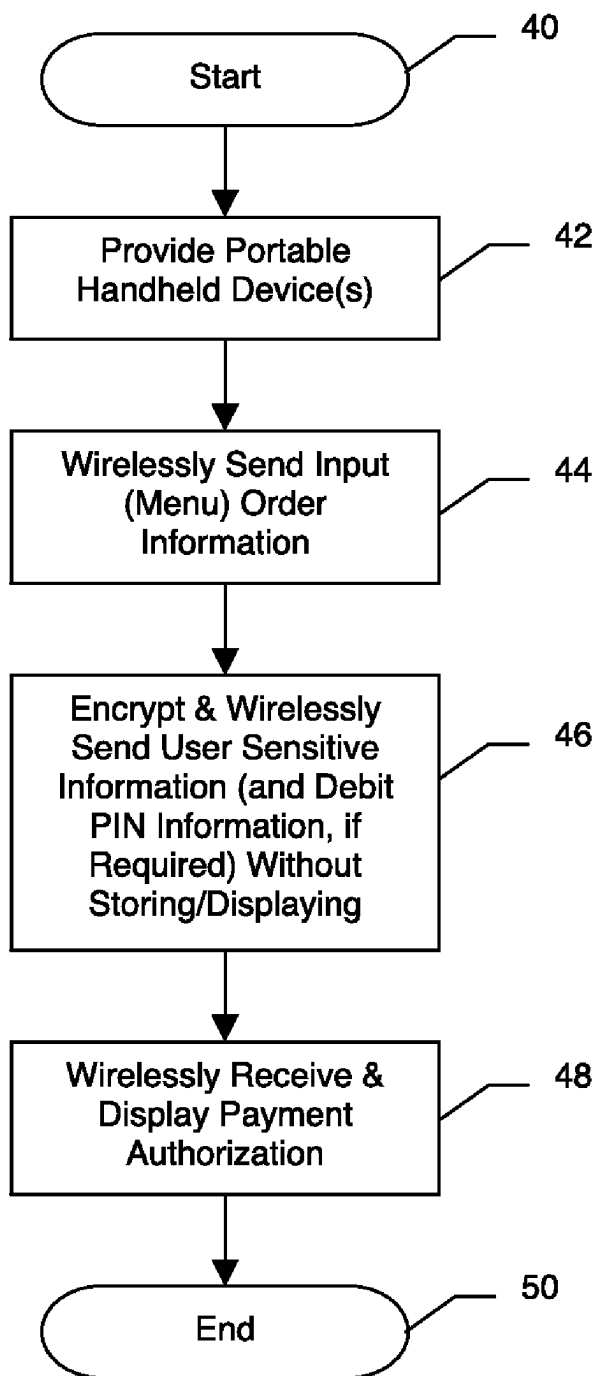 40
Start
42
Provide Portable
Handheld Device(s)
44
Wirelessly Send Input
(Menu) Order
Information
46
Encrypt & Wirelessly
Send User Sensitive
Information (and Debit
PIN Information, if
Required) Without
Storing/Displaying
48
Wirelessly Receive &
Display Payment
Authorization
50
End